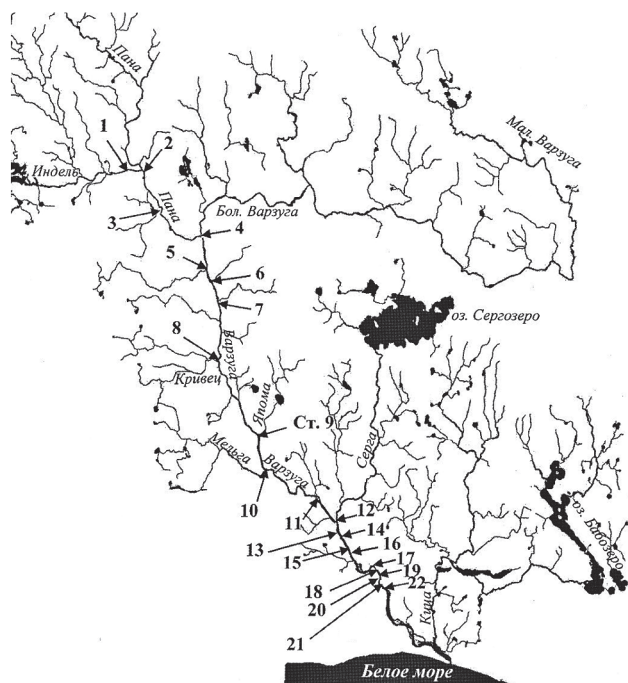 Пана
1
2
Индель
Мал. Варзуга
Пана
3
Бол. Варзуга
4
5
6
7
оз. Сергозеро
8
Варзуга
Кривец
Япома
Ст. 9
Мельга
Варзуга
Серга
10
11
12
13
14
15
16
17
18
19
20
22
21
оз. Бабозеро
Кица
Белое море